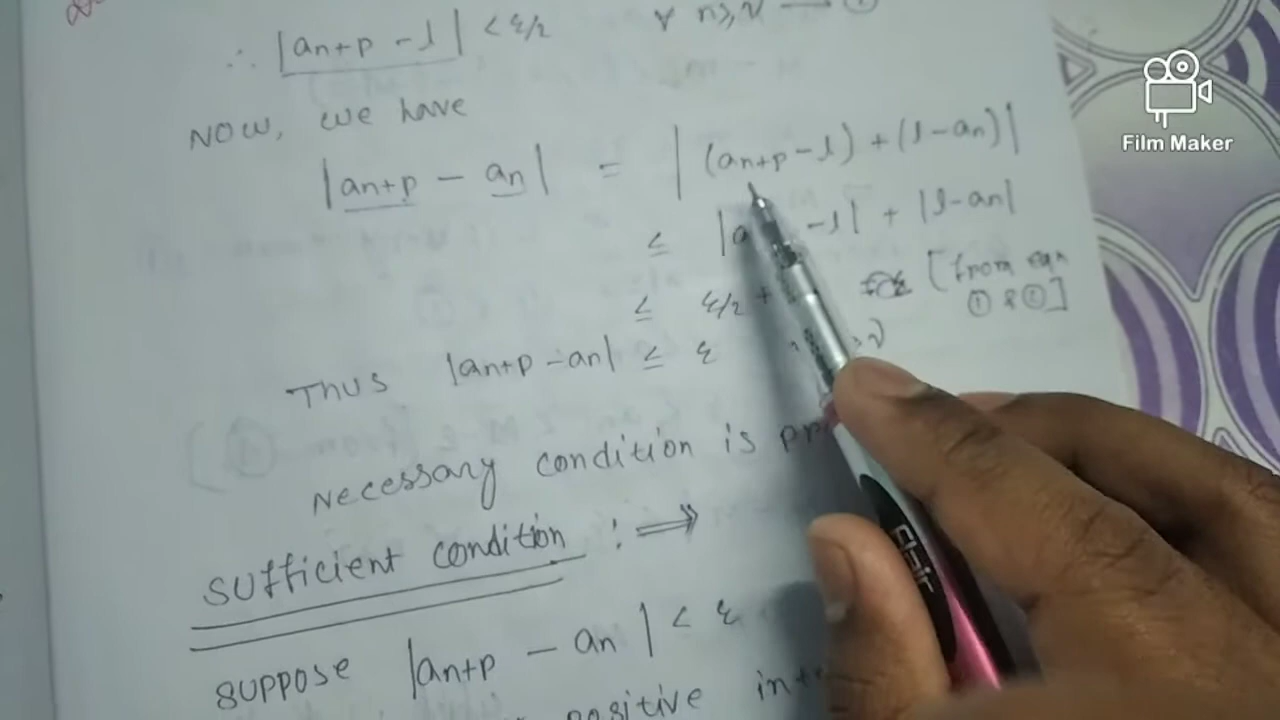 ∴ |an+p - l| < ε/2 ∀ n≥ν
Now, we have
|an+p - an| = |(an+p - l) + (l - an)|
≤ |a - l| + |l - an|
≤ ε/2 + [from eqn
① & ②]
Thus |an+p - an| ≤ ε ν
Necessary condition is
sufficient condition : ⟹
suppose |an+p - an| < ε
positive
Film Maker
Flair